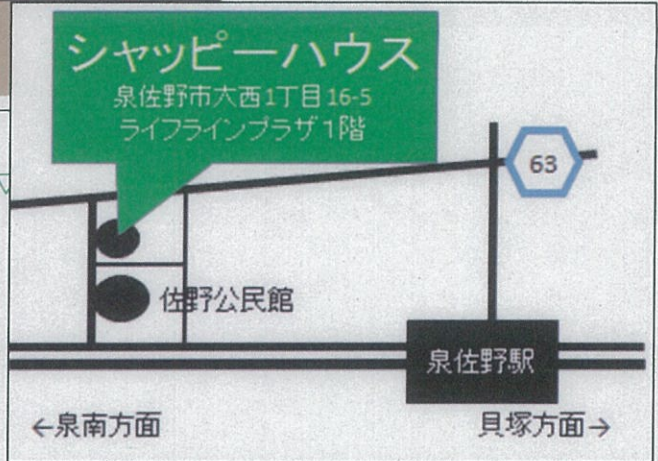 シャッピーハウス
泉佐野市大西1丁目16-5
ライフラインプラザ1階
63
佐野公民館
泉佐野駅
←泉南方面
貝塚方面→